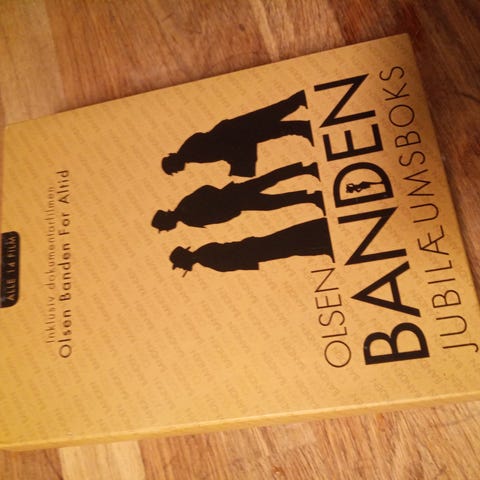 ALLE 14 FILM
Inklusiv dokumentarfilmen
Olsen Banden For Altid
OLSEN
BANDEN
JUBILÆUMSBOKS